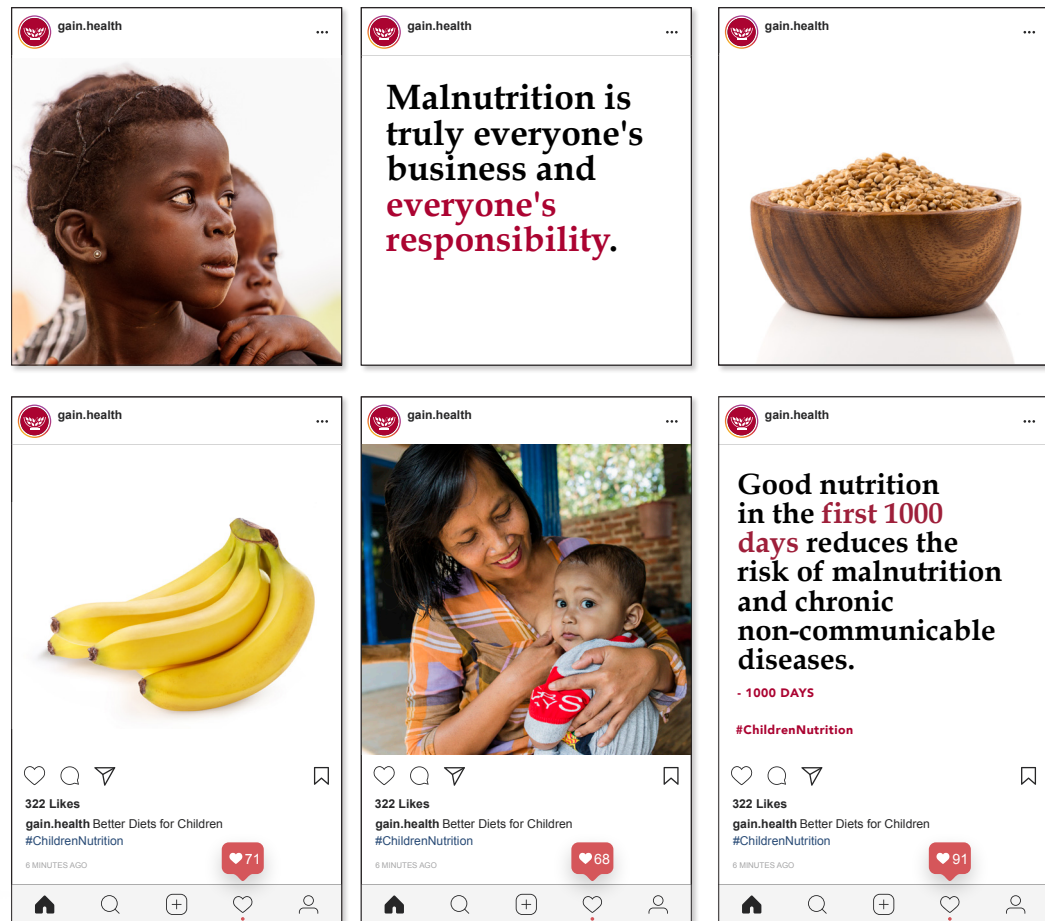 gain.health
gain.health
gain.health
Malnutrition is
truly everyone's
business and
everyone's
responsibility.
gain.health
322 Likes
gain.health Better Diets for Children
#ChildrenNutrition
6 MINUTES AGO
71
gain.health
322 Likes
gain.health Better Diets for Children
#ChildrenNutrition
6 MINUTES AGO
68
gain.health
Good nutrition
in the first 1000
days reduces the
risk of malnutrition
and chronic
non-communicable
diseases.
- 1000 DAYS
#ChildrenNutrition
322 Likes
gain.health Better Diets for Children
#ChildrenNutrition
6 MINUTES AGO
91